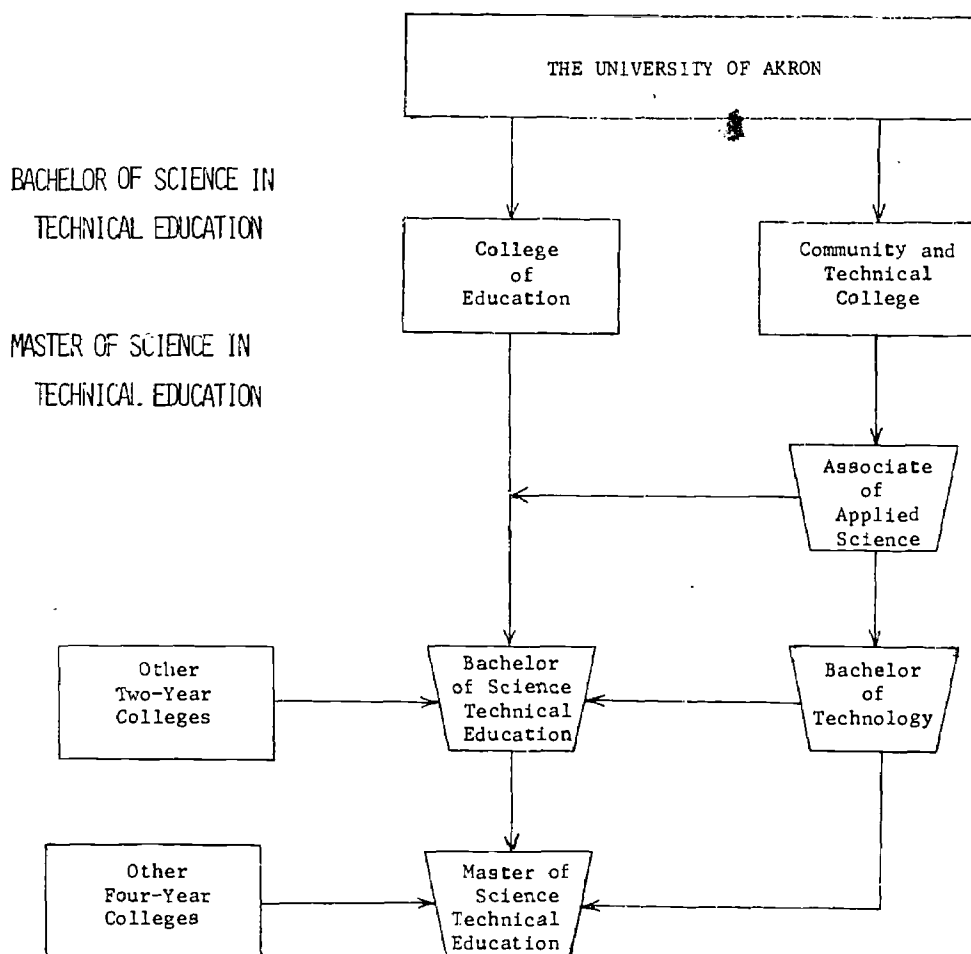 THE UNIVERSITY OF AKRON
BACHELOR OF SCIENCE IN
TECHNICAL EDUCATION
College
of
Education
Community and
Technical
College
MASTER OF SCIENCE IN
TECHNICAL EDUCATION
Associate
of
Applied
Science
Other
Two-Year
Colleges
Bachelor
of Science
Technical
Education
Bachelor
of
Technology
Other
Four-Year
Colleges
Master of
Science
Technical
Education